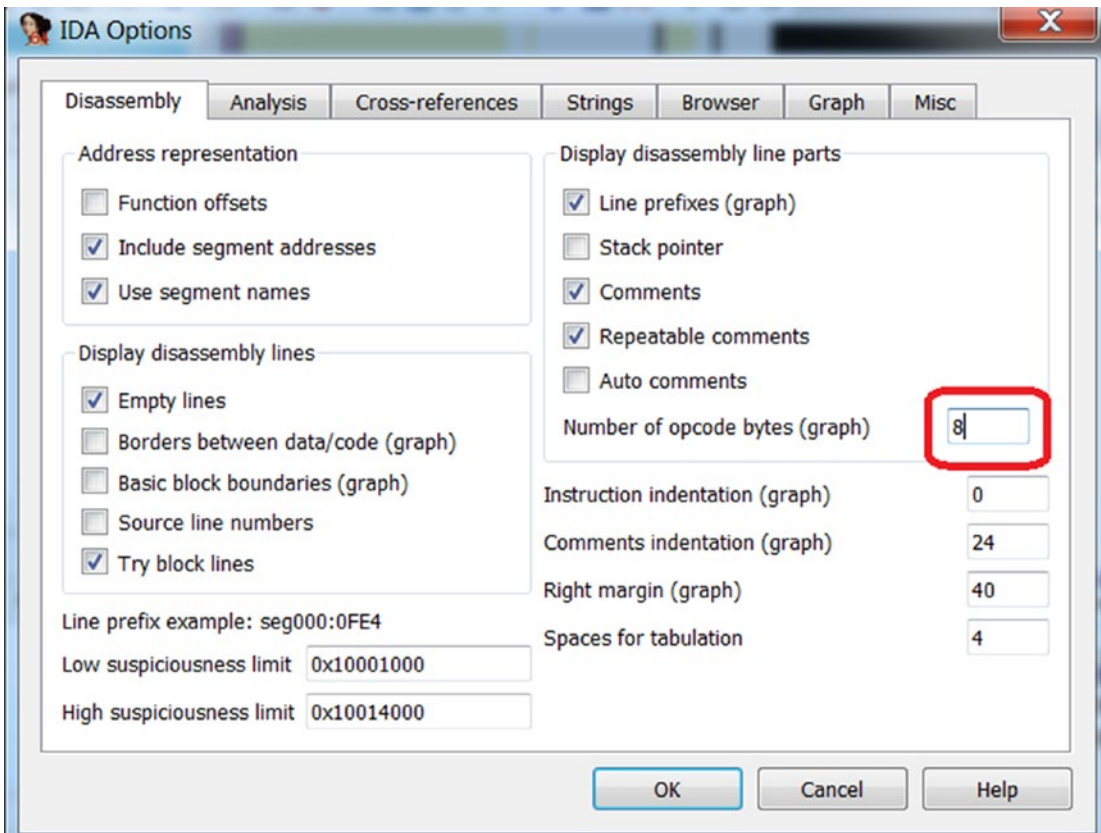 IDA Options
Disassembly
Analysis
Cross-references
Strings
Browser
Graph
Misc
Address representation
Function offsets
Include segment addresses
Use segment names
Display disassembly lines
Empty lines
Borders between data/code (graph)
Basic block boundaries (graph)
Source line numbers
Try block lines
Line prefix example: seg000:0FE4
Low suspiciousness limit 0x10001000
High suspiciousness limit 0x10014000
Display disassembly line parts
Line prefixes (graph)
Stack pointer
Comments
Repeatable comments
Auto comments
Number of opcode bytes (graph) 8
Instruction indentation (graph) 0
Comments indentation (graph) 24
Right margin (graph) 40
Spaces for tabulation 4
OK
Cancel
Help